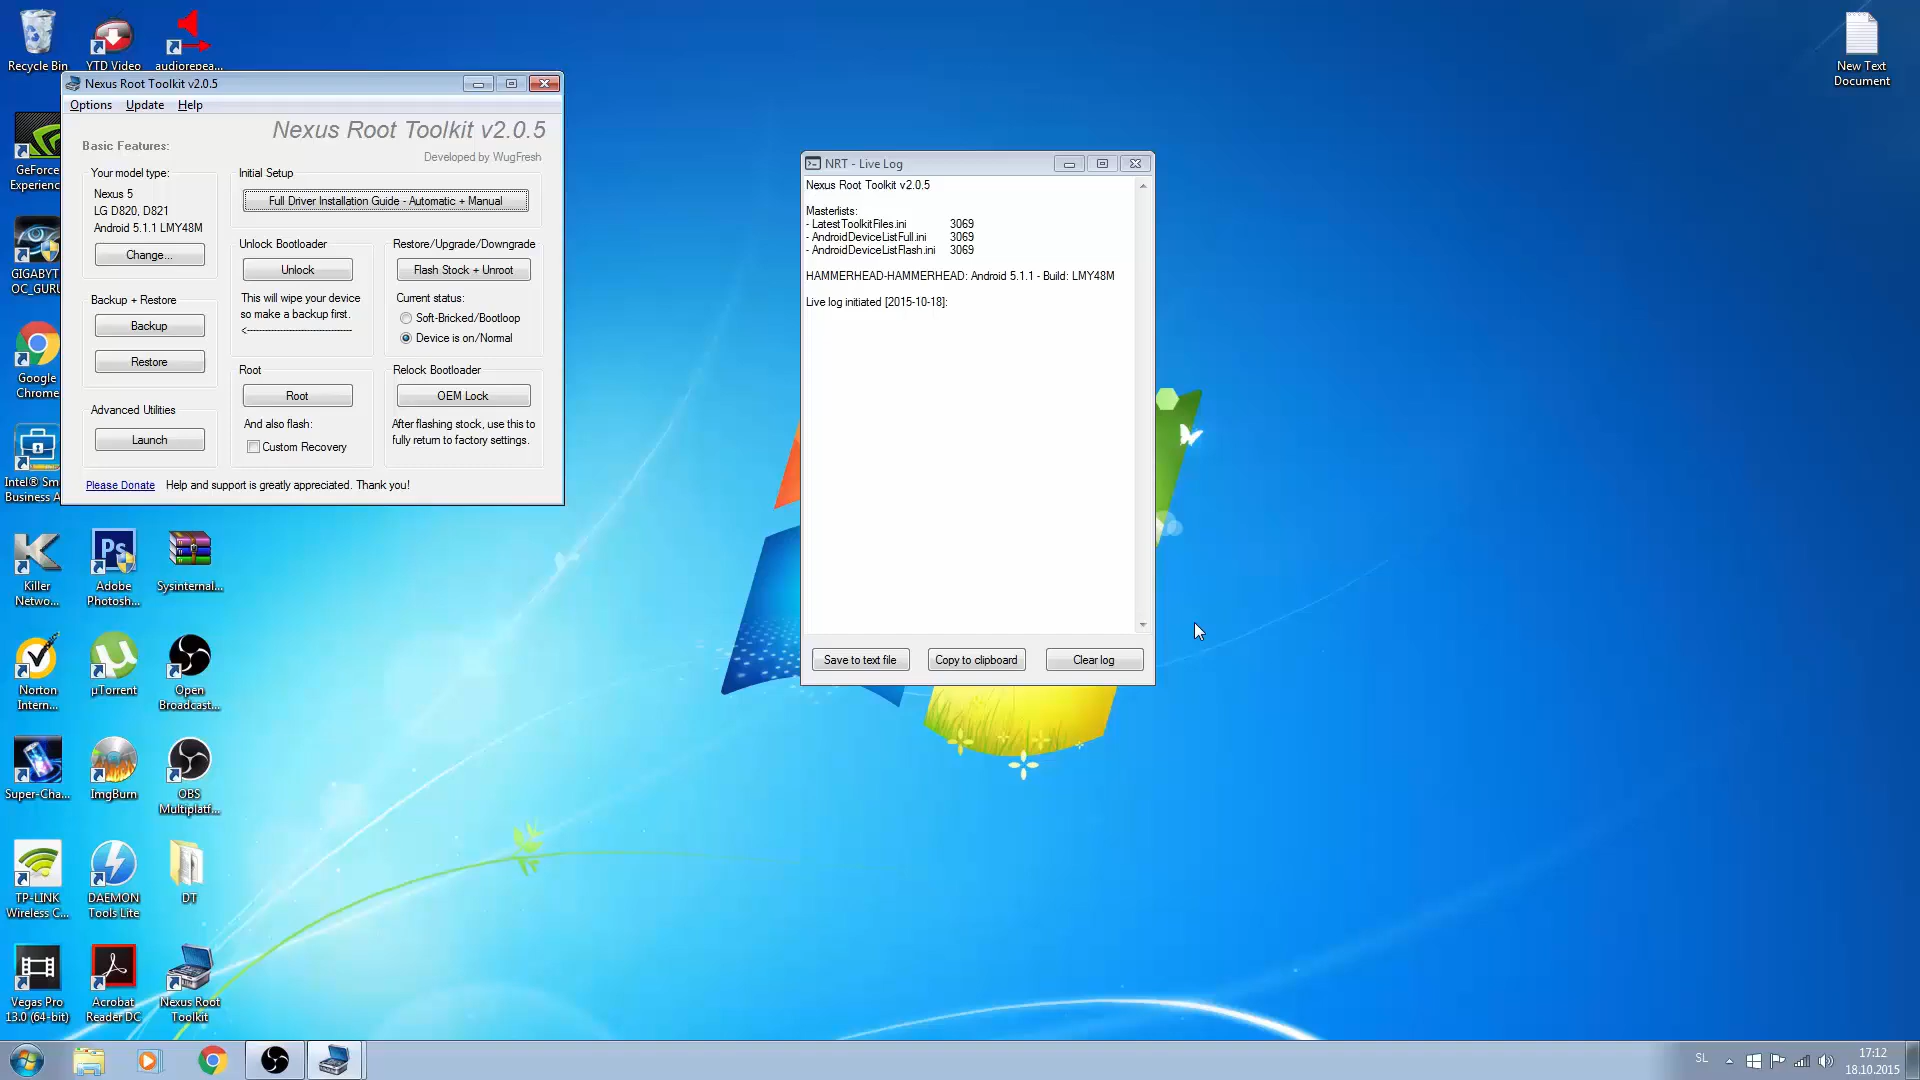 Recycle Bin
YTD Video
audiorepea...
New Text
Document
Nexus Root Toolkit v2.0.5
Options Update Help
Nexus Root Toolkit v2.0.5
Developed by WugFresh
Basic Features:
Your model type:
Nexus 5
LG D820, D821
Android 5.1.1 LMY48M
Change...
Backup + Restore
Backup
Restore
Advanced Utilities
Launch
Initial Setup
Full Driver Installation Guide - Automatic + Manual
Unlock Bootloader
Unlock
This will wipe your device
so make a backup first.
<-----------------------------------
Restore/Upgrade/Downgrade
Flash Stock + Unroot
Current status:
Soft-Bricked/Bootloop
Device is on/Normal
Root
Root
And also flash:
Custom Recovery
Relock Bootloader
OEM Lock
After flashing stock, use this to
fully return to factory settings.
Please Donate Help and support is greatly appreciated. Thank you!
NRT - Live Log
Nexus Root Toolkit v2.0.5
Masterlists:
- LatestToolkitFiles.ini 3069
- AndroidDeviceListFull.ini 3069
- AndroidDeviceListFlash.ini 3069
HAMMERHEAD-HAMMERHEAD: Android 5.1.1 - Build: LMY48M
Live log initiated [2015-10-18]:
Save to text file
Copy to clipboard
Clear log
GeForce
Experienc
GIGABYT
OC_GURU
Google
Chrome
Intel® Sm
Business A
Killer
Netwo...
Ps
Adobe
Photosh...
Sysinternal...
Norton
Intern...
µTorrent
Open
Broadcast...
Super-Cha...
ImgBurn
OBS
Multiplatf...
TP-LINK
Wireless C...
DAEMON
Tools Lite
DT
Vegas Pro
13.0 (64-bit)
Acrobat
Reader DC
Nexus Root
Toolkit
SL
17:12
18.10.2015